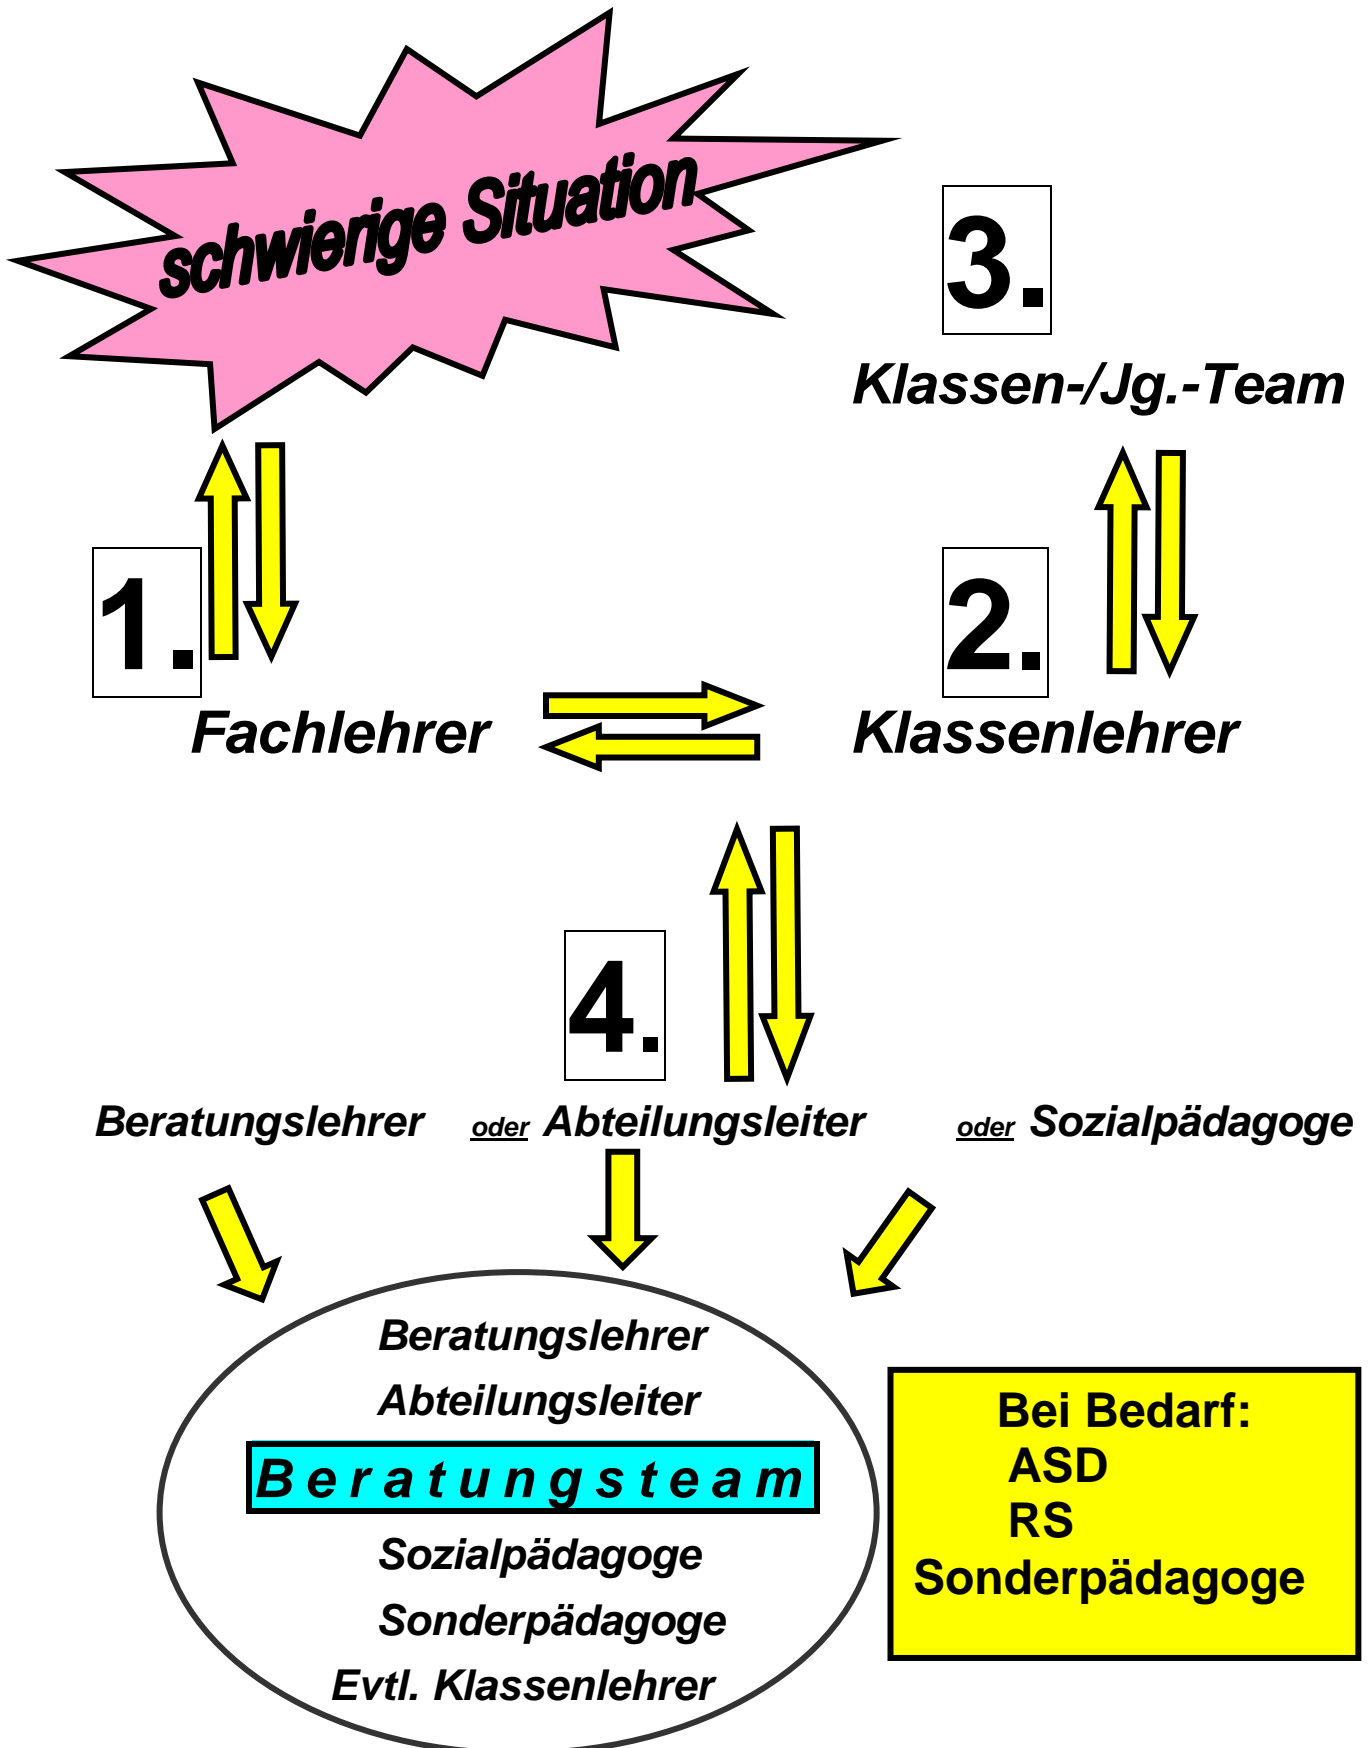 schwierige Situation
3.
Klassen-/Jg.-Team
1.
2.
Fachlehrer
Klassenlehrer
4.
Beratungslehrer oder Abteilungsleiter oder Sozialpädagoge
Beratungslehrer
Abteilungsleiter
Beratungsteam
Sozialpädagoge
Sonderpädagoge
Evtl. Klassenlehrer
Bei Bedarf:
ASD
RS
Sonderpädagoge